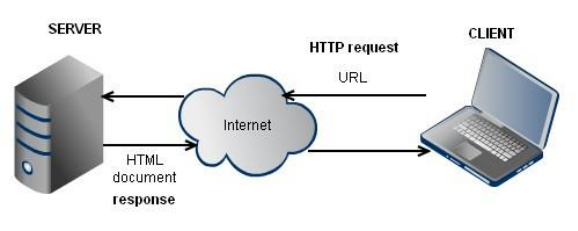 SERVER
CLIENT
HTTP request
URL
Internet
HTML
document
response